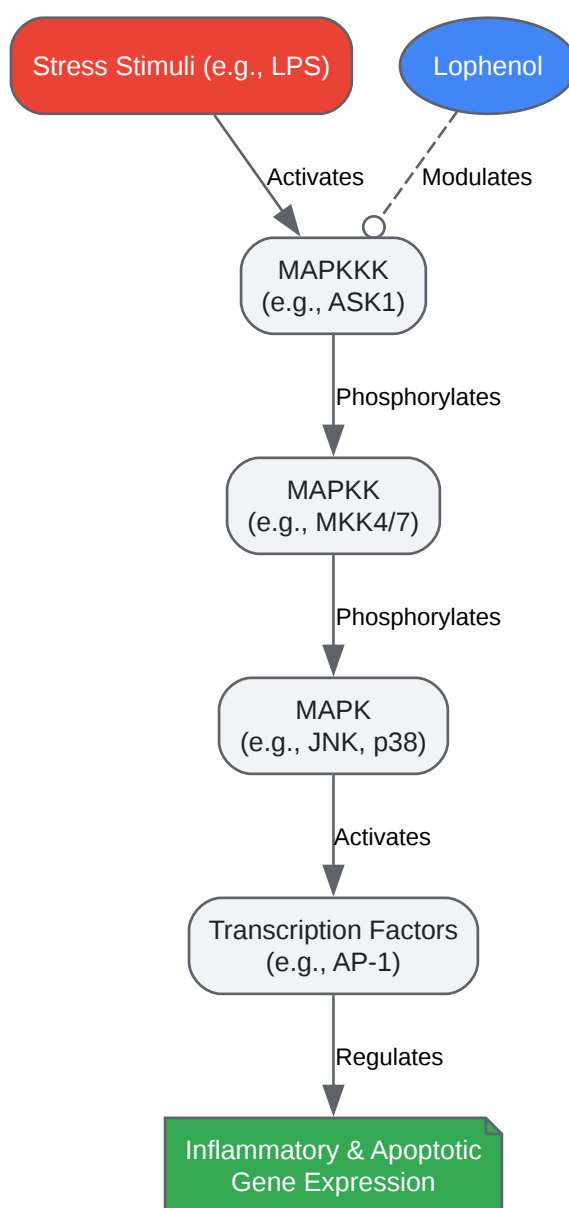 Stress Stimuli (e.g., LPS)
Lophenol
Activates
Modulates
MAPKKK
(e.g., ASK1)
Phosphorylates
MAPKK
(e.g., MKK4/7)
Phosphorylates
MAPK
(e.g., JNK, p38)
Activates
Transcription Factors
(e.g., AP-1)
Regulates
Inflammatory & Apoptotic
Gene Expression